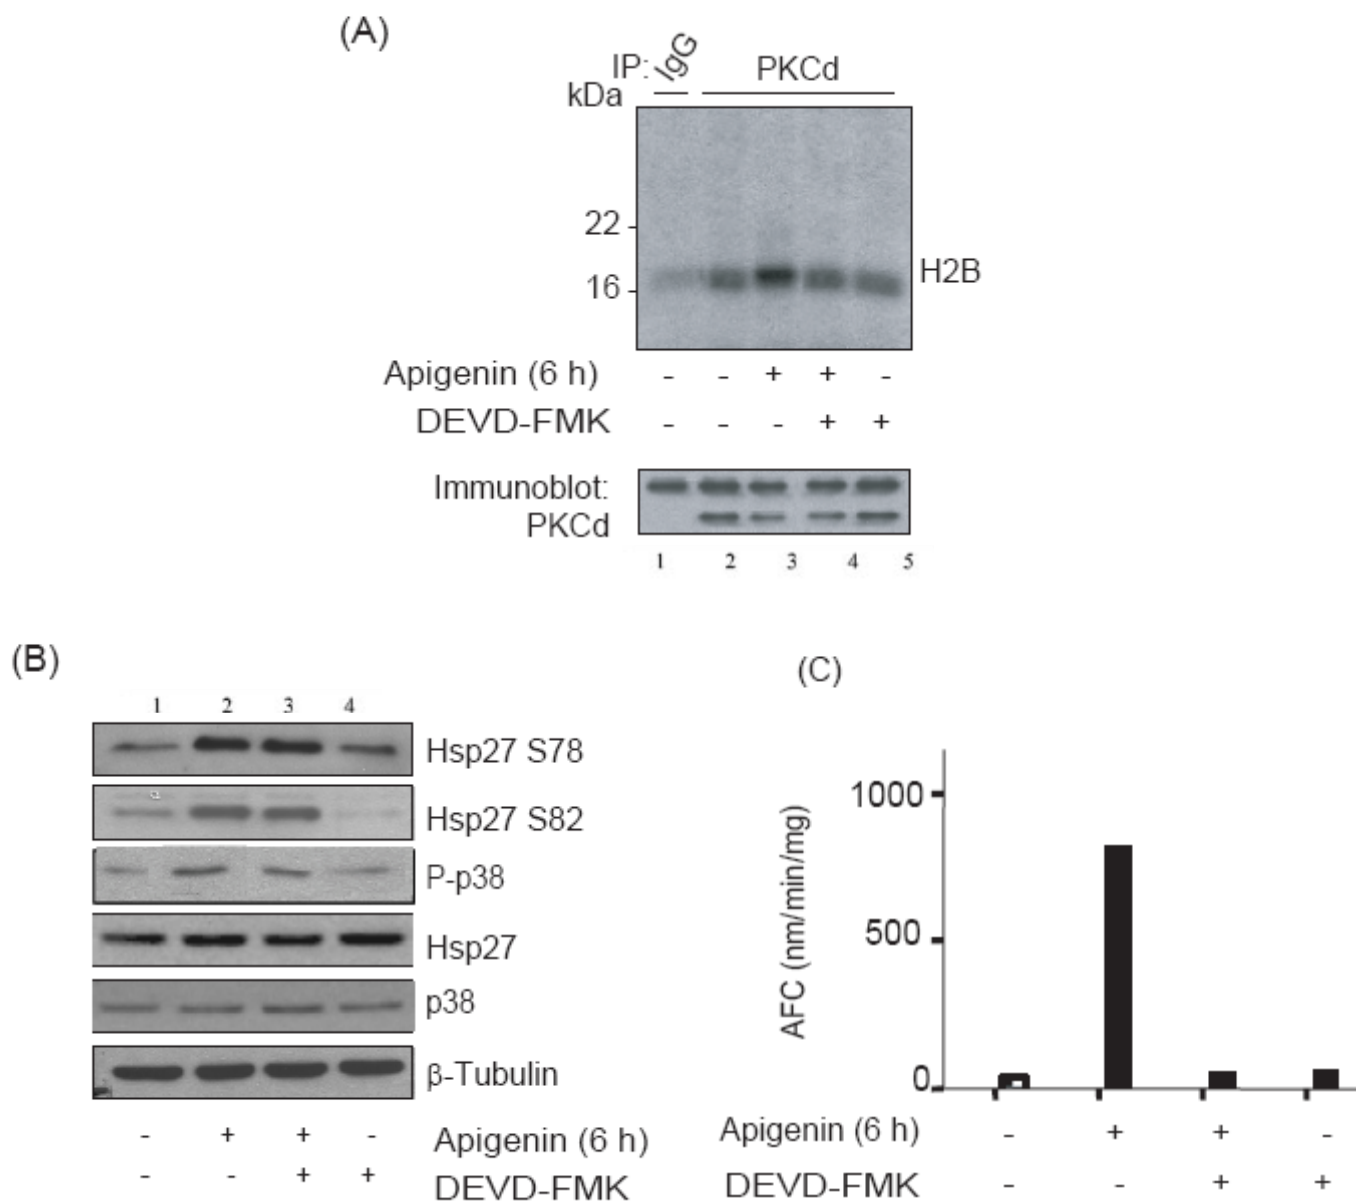 (A)
IP: IgG PKCd
kDa
22
16
H2B
Apigenin (6 h) - - + + -
DEVD-FMK - - - + +
Immunoblot:
PKCd
1 2 3 4 5
(B)
1 2 3 4
Hsp27 S78
Hsp27 S82
P-p38
Hsp27
p38
β-Tubulin
- + + - Apigenin (6 h)
- - + + DEVD-FMK
(C)
AFC (nm/min/mg)
1000
500
0
Apigenin (6 h) - + + -
DEVD-FMK - - + +